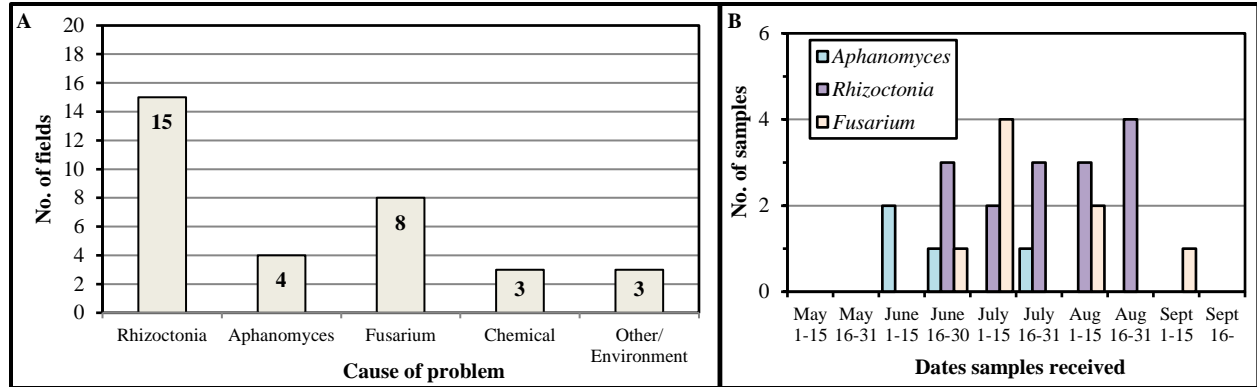 A
No. of fields
20
18
16
14
12
10
8
6
4
2
0
15
4
8
3
3
Rhizoctonia Aphanomyces Fusarium Chemical Other/
Environment
Cause of problem
B
No. of samples
6
4
2
0
Aphanomyces
Rhizoctonia
Fusarium
May May June June July July Aug Aug Sept Sept
1-15 16-31 1-15 16-30 1-15 16-31 1-15 16-31 1-15 16-
Dates samples received